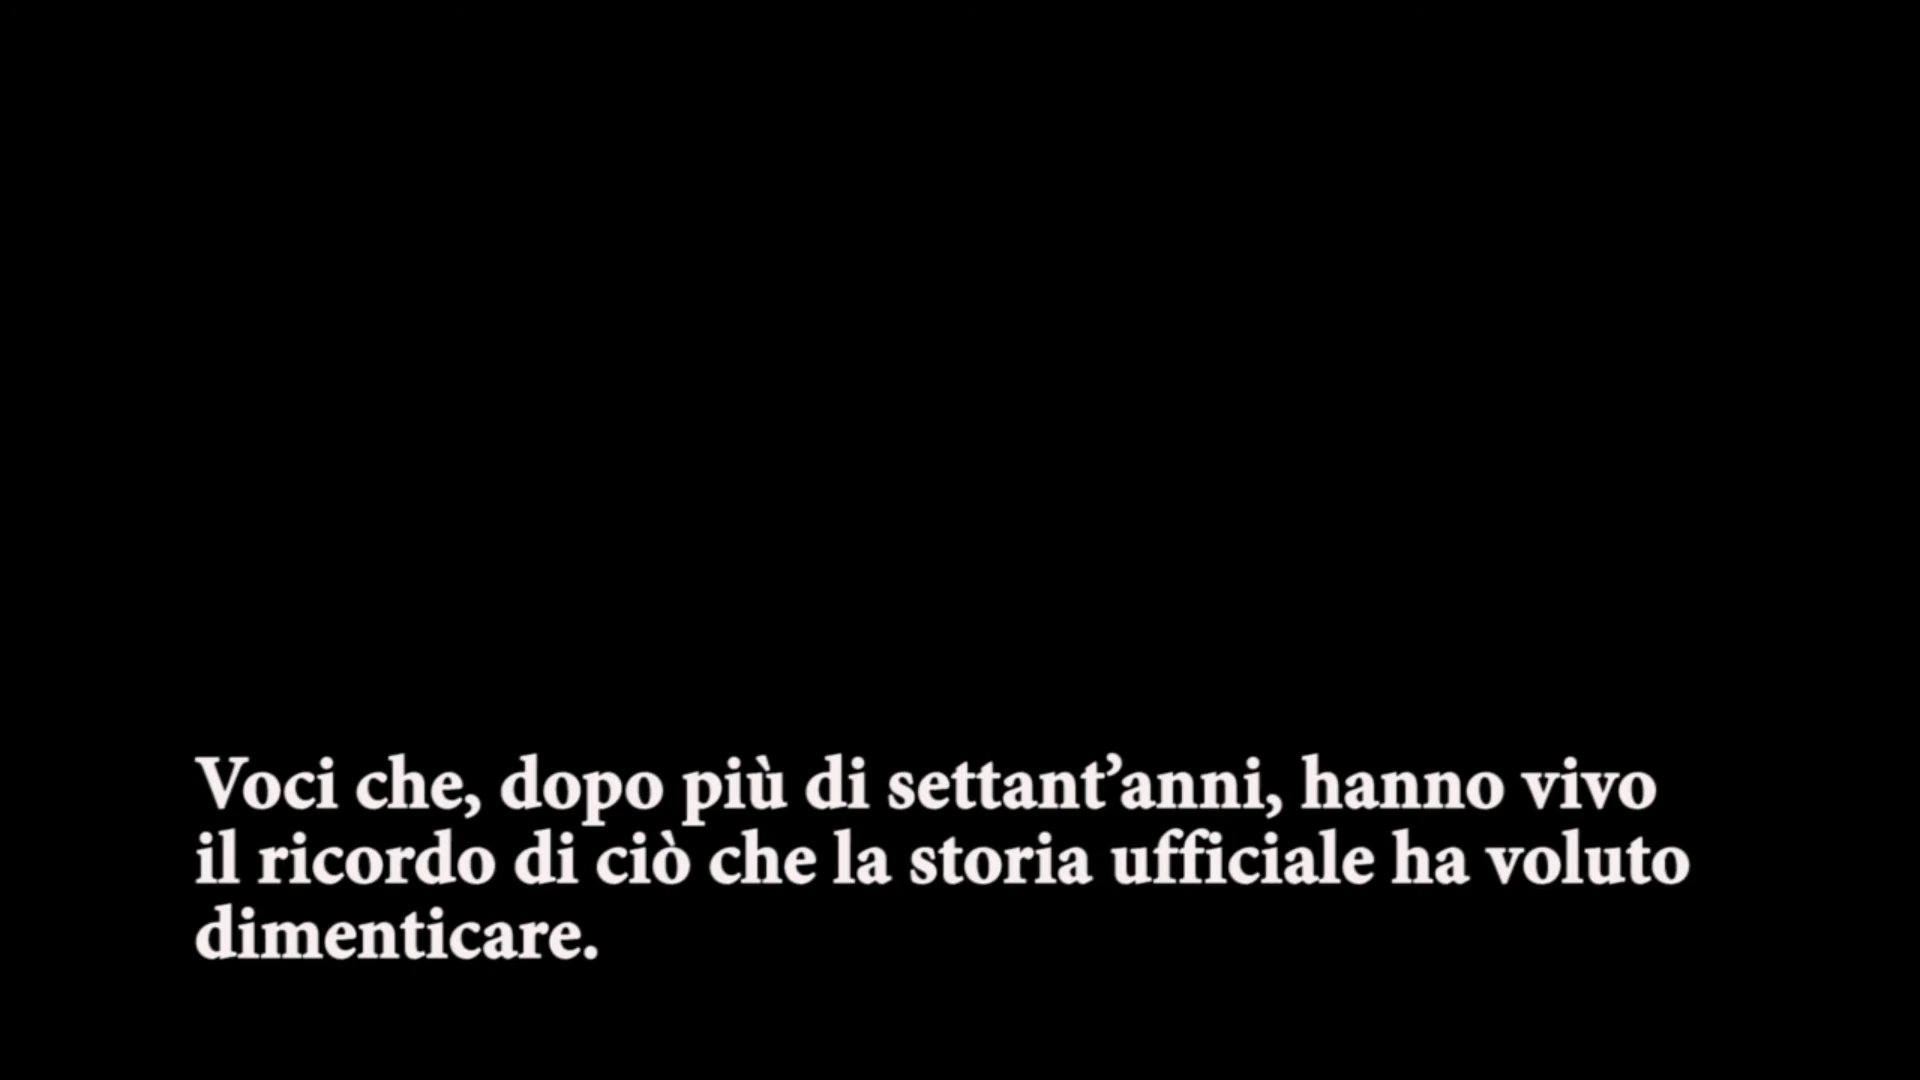 Voci che, dopo più di settant’anni, hanno vivo
il ricordo di ciò che la storia ufficiale ha voluto
dimenticare.